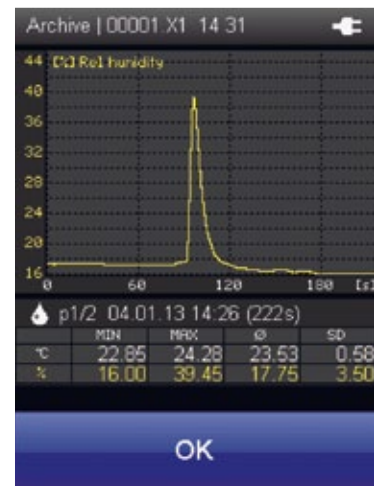 Archive | 00001.X1 14:31
44 [%] Rel humidity
40
36
32
28
24
20
16
0 60 120 180 [s]
p1/2 04.01.13 14:26 (222s)
MIN MAX Ø SD
°C 22.85 24.28 23.53 0.58
% 16.00 39.45 17.75 3.50
OK